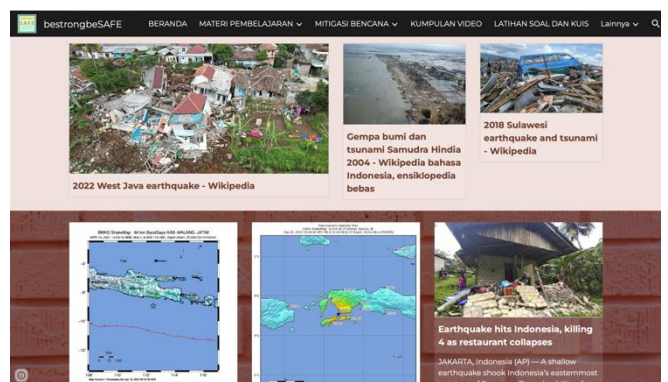 bestrongbeSAFE BERANDA MATERI PEMBELAJARAN MITIGASI BENCANA KUMPULAN VIDEO LATIHAN SOAL DAN KUIS Lainnya
2022 West Java earthquake - Wikipedia
Gempa bumi dan
tsunami Samudra Hindia
2004 - Wikipedia bahasa
Indonesia, ensiklopedia
bebas
2018 Sulawesi
earthquake and tsunami
- Wikipedia
Earthquake hits Indonesia, killing
4 as restaurant collapses
JAKARTA, Indonesia (AP) — A shallow
earthquake shook Indonesia's easternmost